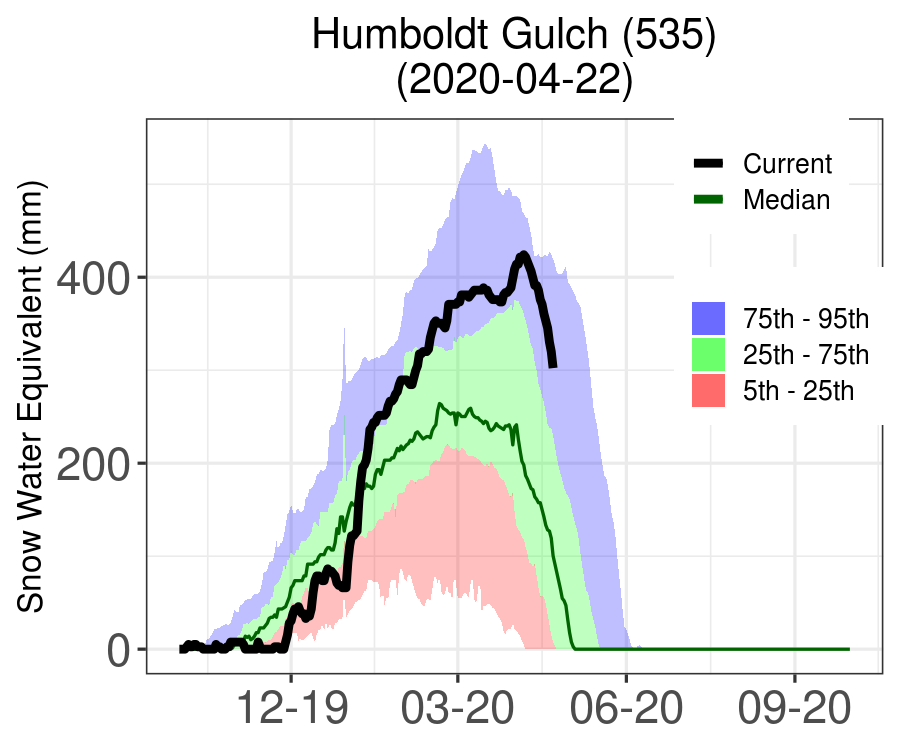 Humboldt Gulch (535)
(2020-04-22)
Snow Water Equivalent (mm)
400
200
0
12-19
03-20
06-20
09-20
Current
Median
75th - 95th
25th - 75th
5th - 25th